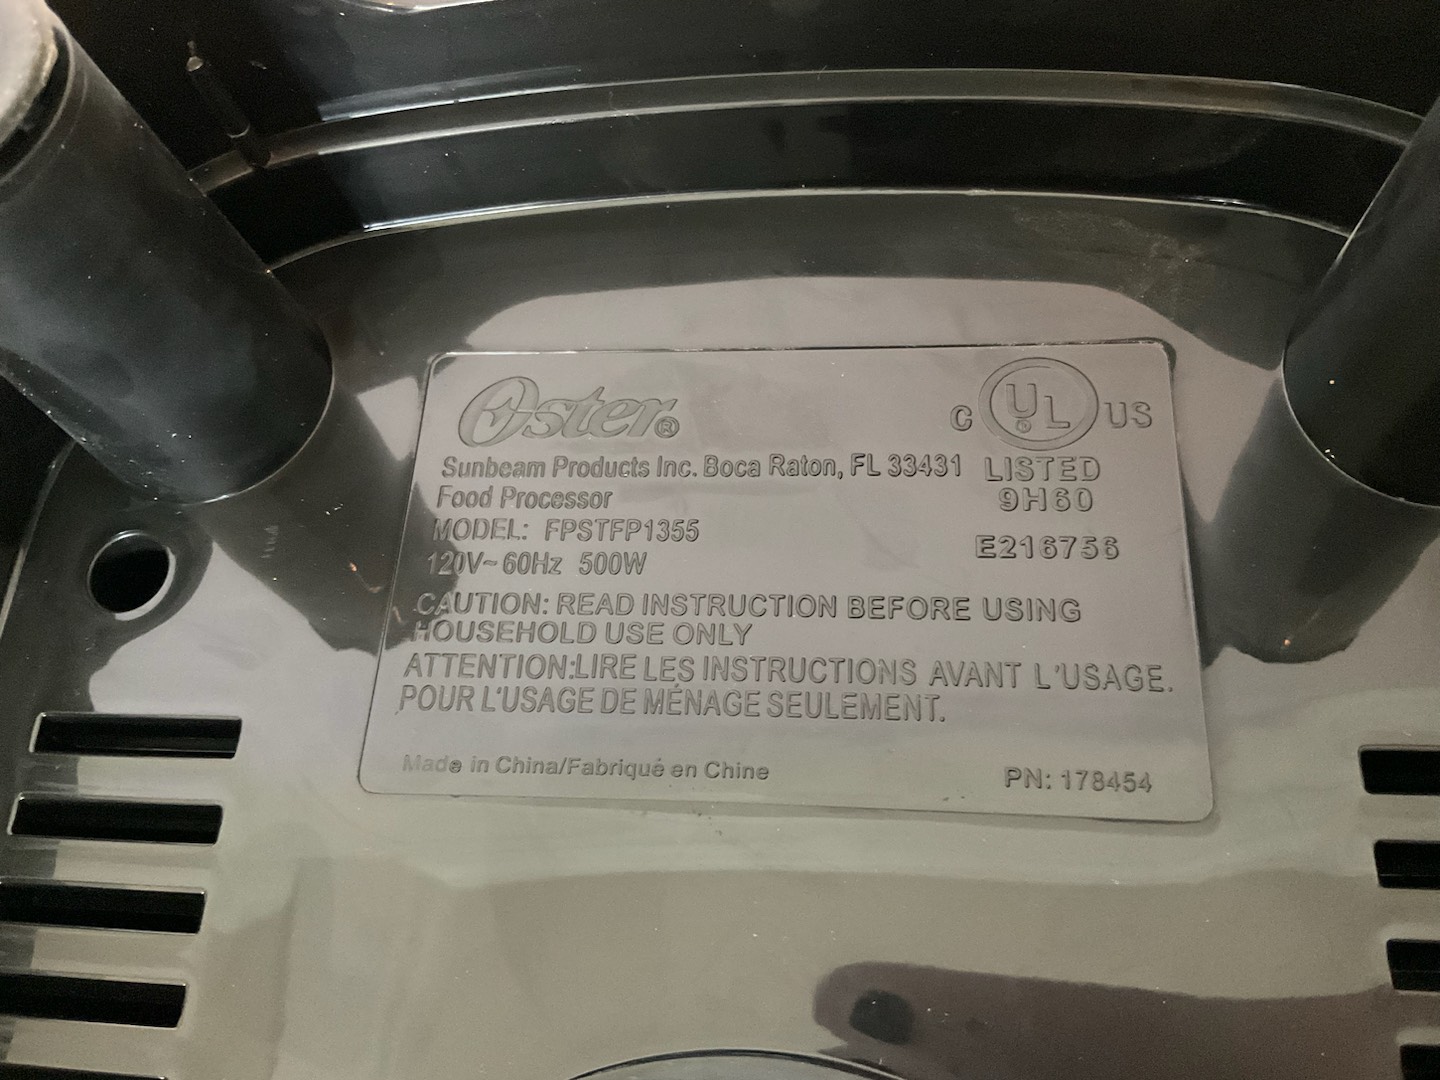 Oster®
C UL® US
Sunbeam Products Inc. Boca Raton, FL 33431
LISTED
Food Processor
9H60
MODEL: FPSTFP1355
E216756
120V~60Hz 500W
CAUTION: READ INSTRUCTION BEFORE USING
HOUSEHOLD USE ONLY
ATTENTION:LIRE LES INSTRUCTIONS AVANT L'USAGE.
POUR L'USAGE DE MÉNAGE SEULEMENT.
Made in China/Fabriqué en Chine
PN: 178454